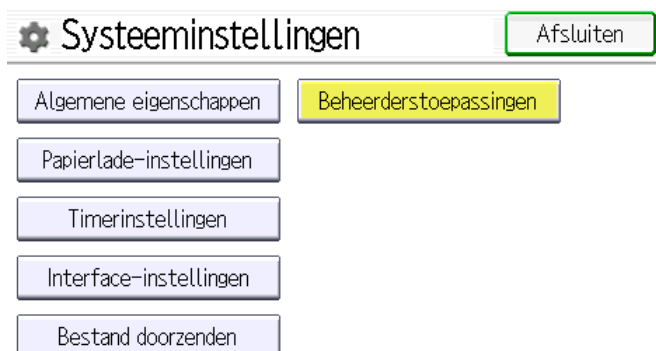 Systeeminstellingen
Afsluiten
Algemene eigenschappen
Beheerderstoepassingen
Papierlade-instellingen
Timerinstellingen
Interface-instellingen
Bestand doorzenden